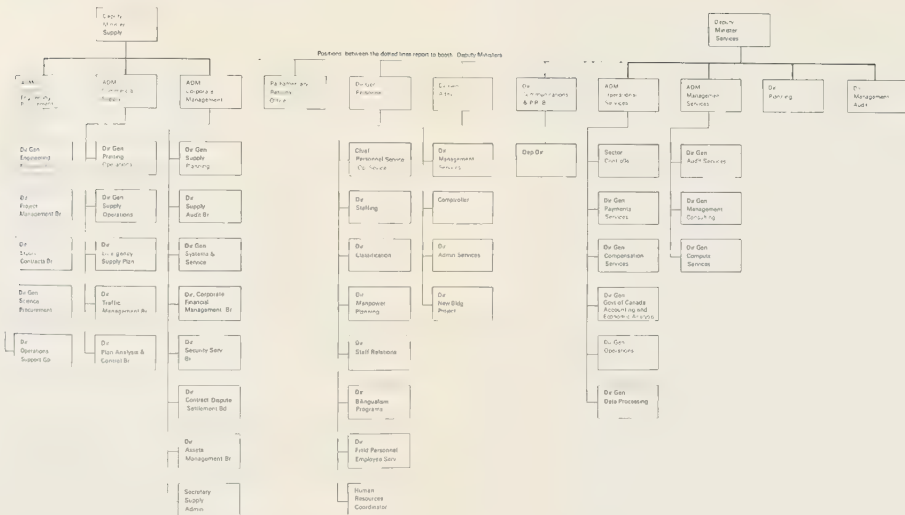 Deputy
Minister
Supply
Deputy
Minister
Services
Positions between the dotted lines report to booth Deputy Ministers
ADM
ADM
Supply
ADM
Corporate
Management
Parliamentary
Office
Personnel
Dir
Communications
& P R B
ADM
Operational
Services
ADM
Management
Services
Dir
Planning
Dir
Management
Audit
Dir Gen
Engineering
Dir Gen
Printing
Operations
Dir Gen
Supply
Planning
Chief
Personnel Service
Dir
Management
Services
Dep Dir
Sector
Dir Gen
Audit Services
Dir
Project
Management Br
Dir Gen
Supply
Operations
Dir
Supply
Audit Br
Dir
Staffing
Comptroller
Dir Gen
Payments
Services
Dir Gen
Management
Consulting
Dir
Contracts Br
Dir
Emergency
Supply Plan
Dir Gen
Systems &
Service
Dir
Classification
Dir
Admin Services
Dir Gen
Compensation
Services
Dir Gen
Compute
Services
Dir Gen
Science
Procurement
Dir
Traffic
Management Br
Dir, Corporate
Financial
Management Br
Dir
Manpower
Planning
Dir
New Bldg
Project
Dir Gen
Govt of Canada
Accounting and
Economic Analysis
Dir
Operations
Support Gp
Dir
Plan Analysis &
Control Br
Dir
Security Serv
Br
Dir
Staff Relations
Dir Gen
Operations
Dir
Contract Dispute
Settlement Bd
Dir
Bilingualism
Programs
Dir Gen
Data Processing
Dir
Assets
Management Br
Dir
Field Personnel
Employee Serv
Secretary
Supply
Admin
Human
Resources
Coordinator